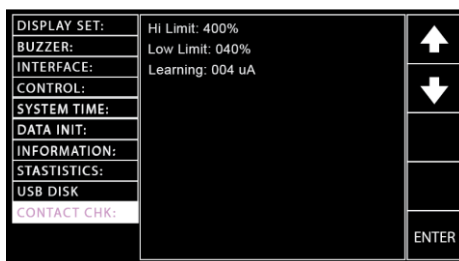 DISPLAY SET:
BUZZER:
INTERFACE:
CONTROL:
SYSTEM TIME:
DATA INIT:
INFORMATION:
STASTISTICS:
USB DISK
CONTACT CHK:
Hi Limit: 400%
Low Limit: 040%
Learning: 004 uA
ENTER